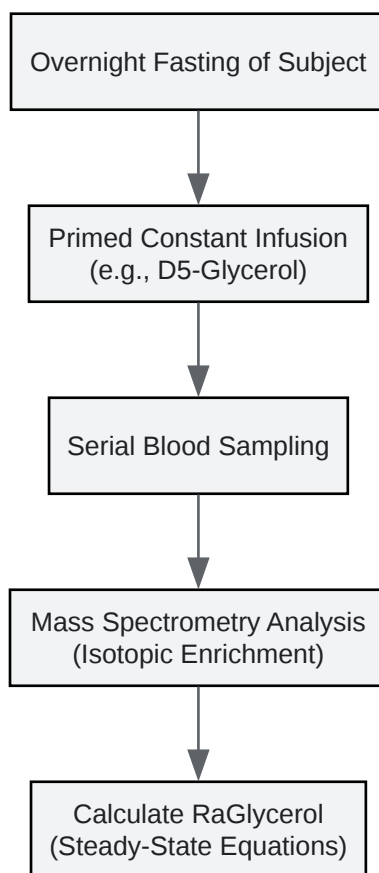 Overnight Fasting of Subject
Primed Constant Infusion
(e.g., D5-Glycerol)
Serial Blood Sampling
Mass Spectrometry Analysis
(Isotopic Enrichment)
Calculate RaGlycerol
(Steady-State Equations)